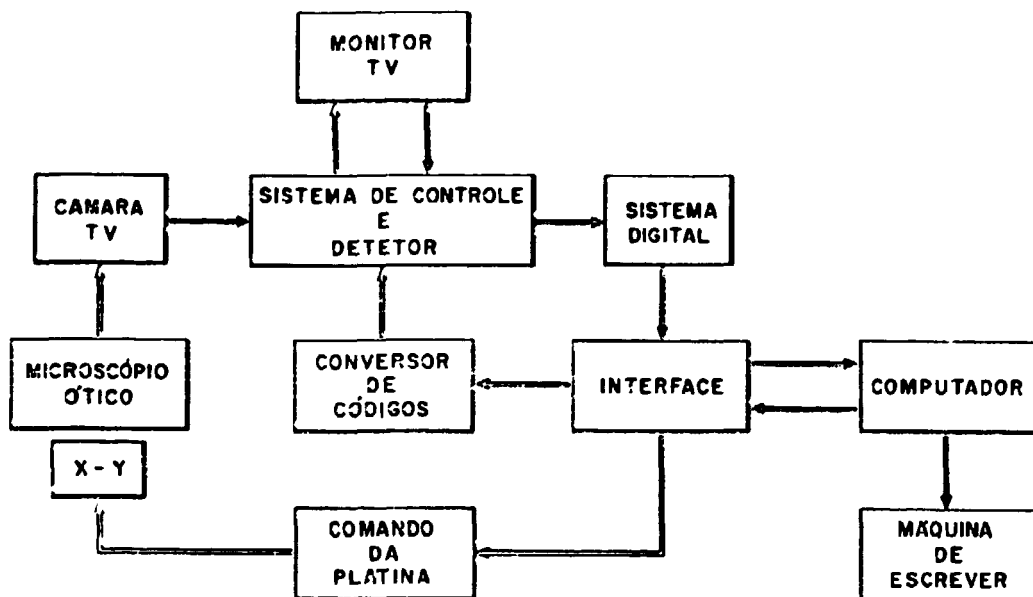 MONITOR
TV
CAMARA
TV
SISTEMA DE CONTROLE
E
DETETOR
SISTEMA
DIGITAL
MICROSCÓPIO
ÓTICO
CONVERSOR
DE
CÓDIGOS
INTERFACE
COMPUTADOR
X - Y
COMANDO
DA
PLATINA
MÁQUINA
DE
ESCREVER